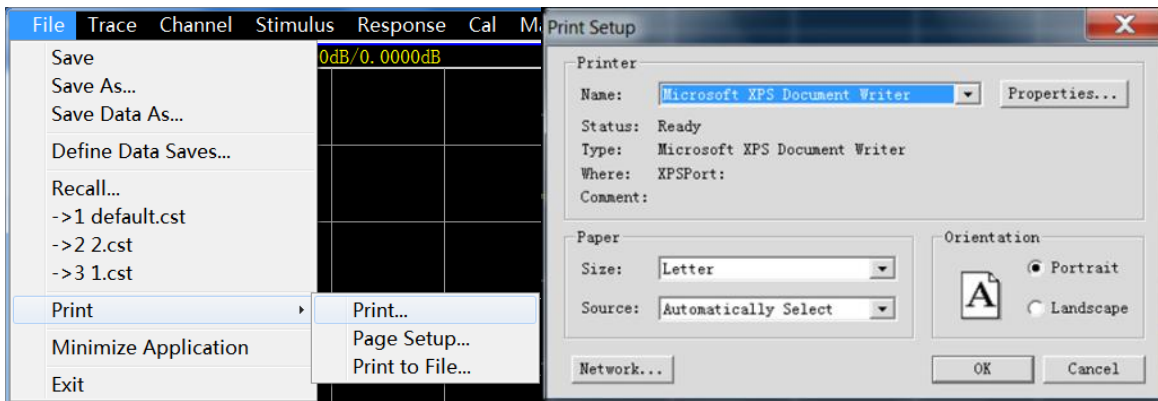 File Trace Channel Stimulus Response Cal
0dB/0.0000dB
Save
Save As...
Save Data As...
Define Data Saves...
Recall...
->1 default.cst
->2 2.cst
->3 1.cst
Print
Minimize Application
Exit
Print...
Page Setup...
Print to File...
Print Setup
Printer
Name: Microsoft XPS Document Writer Properties...
Status: Ready
Type: Microsoft XPS Document Writer
Where: XPSPort:
Comment:
Paper
Size: Letter
Source: Automatically Select
Orientation
A
Portrait
Landscape
Network... OK Cancel